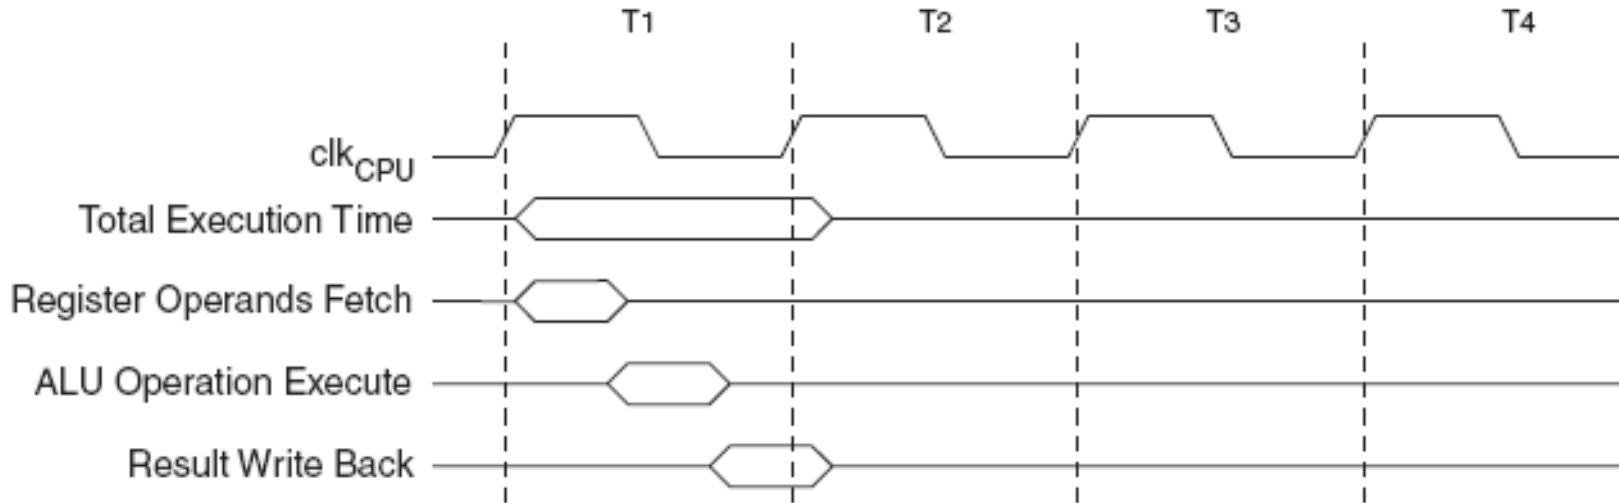 T1 T2 T3 T4
clkCPU
Total Execution Time
Register Operands Fetch
ALU Operation Execute
Result Write Back